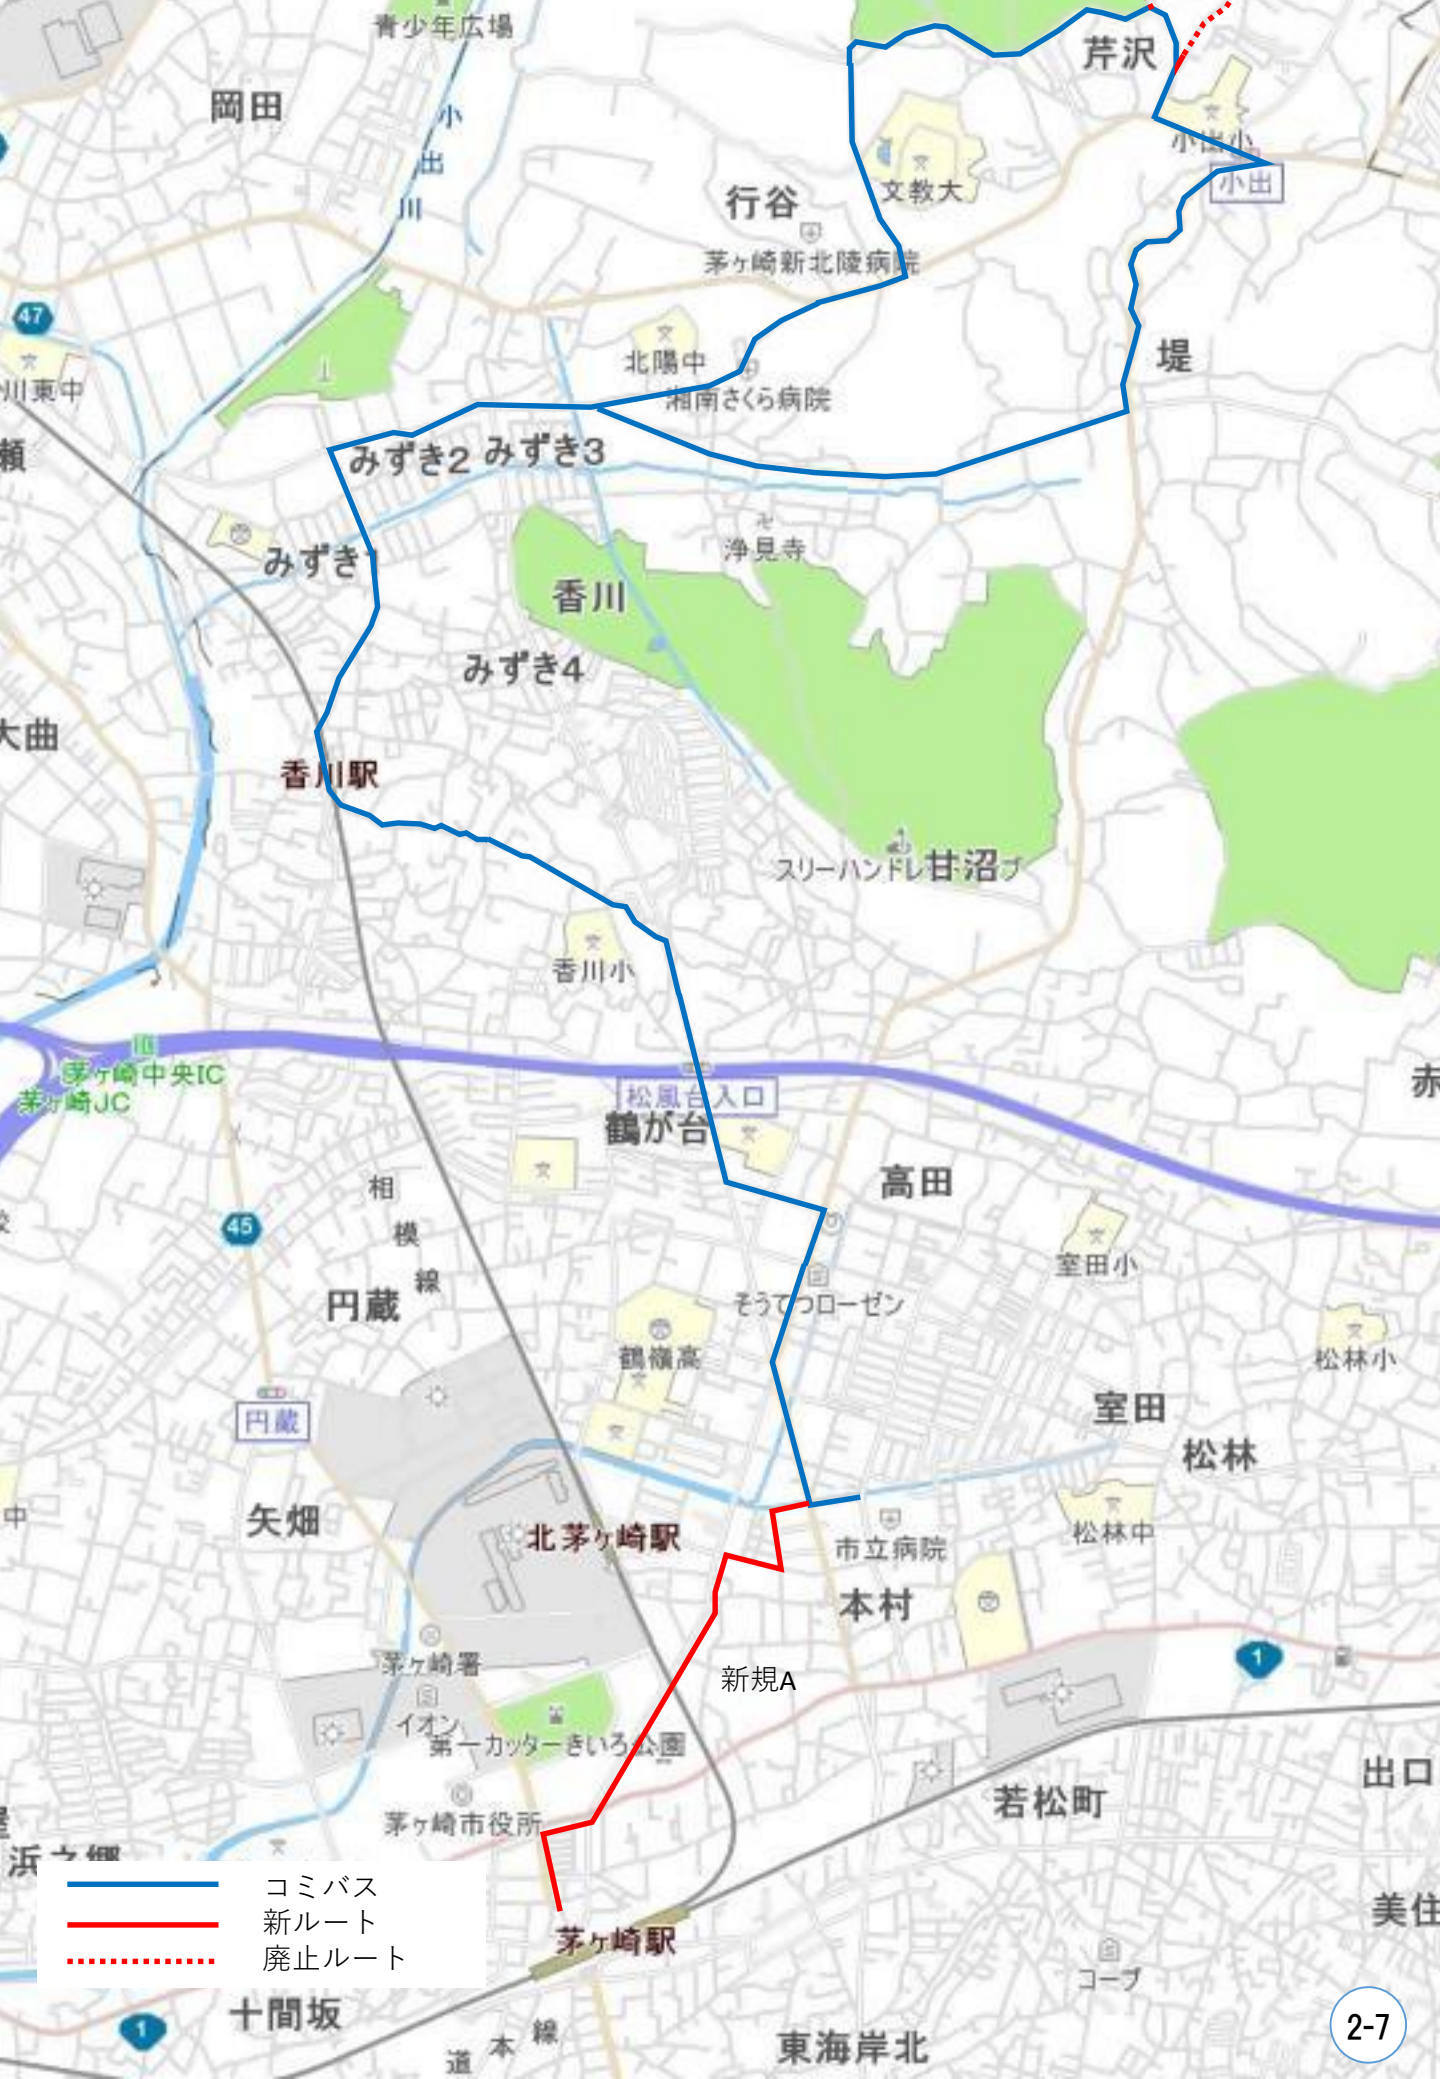 青少年広場
芹沢
岡田
小出川
小出小
小出
文教大
行谷
茅ヶ崎新北陵病院
47
川東中
北陽中
湘南さくら病院
堤
みずき2
みずき3
浄見寺
みずき1
香川
みずき4
大曲
香川駅
スリーハンドレ
甘沼
ブ
香川小
茅ヶ崎中央IC
茅ヶ崎JC
松風台入口
鶴が台
赤
高田
相模線
45
室田小
円蔵
そうてつローゼン
鶴嶺高
松林小
円蔵
室田
松林
矢畑
中
北茅ヶ崎駅
市立病院
松林中
本村
茅ヶ崎署
新規A
1
イオン
第一カッターきいろ公園
出口
若松町
茅ヶ崎市役所
浜之郷
コミバス
新ルート
廃止ルート
美住
茅ヶ崎駅
コープ
十間坂
1
道本線
東海岸北
2-7